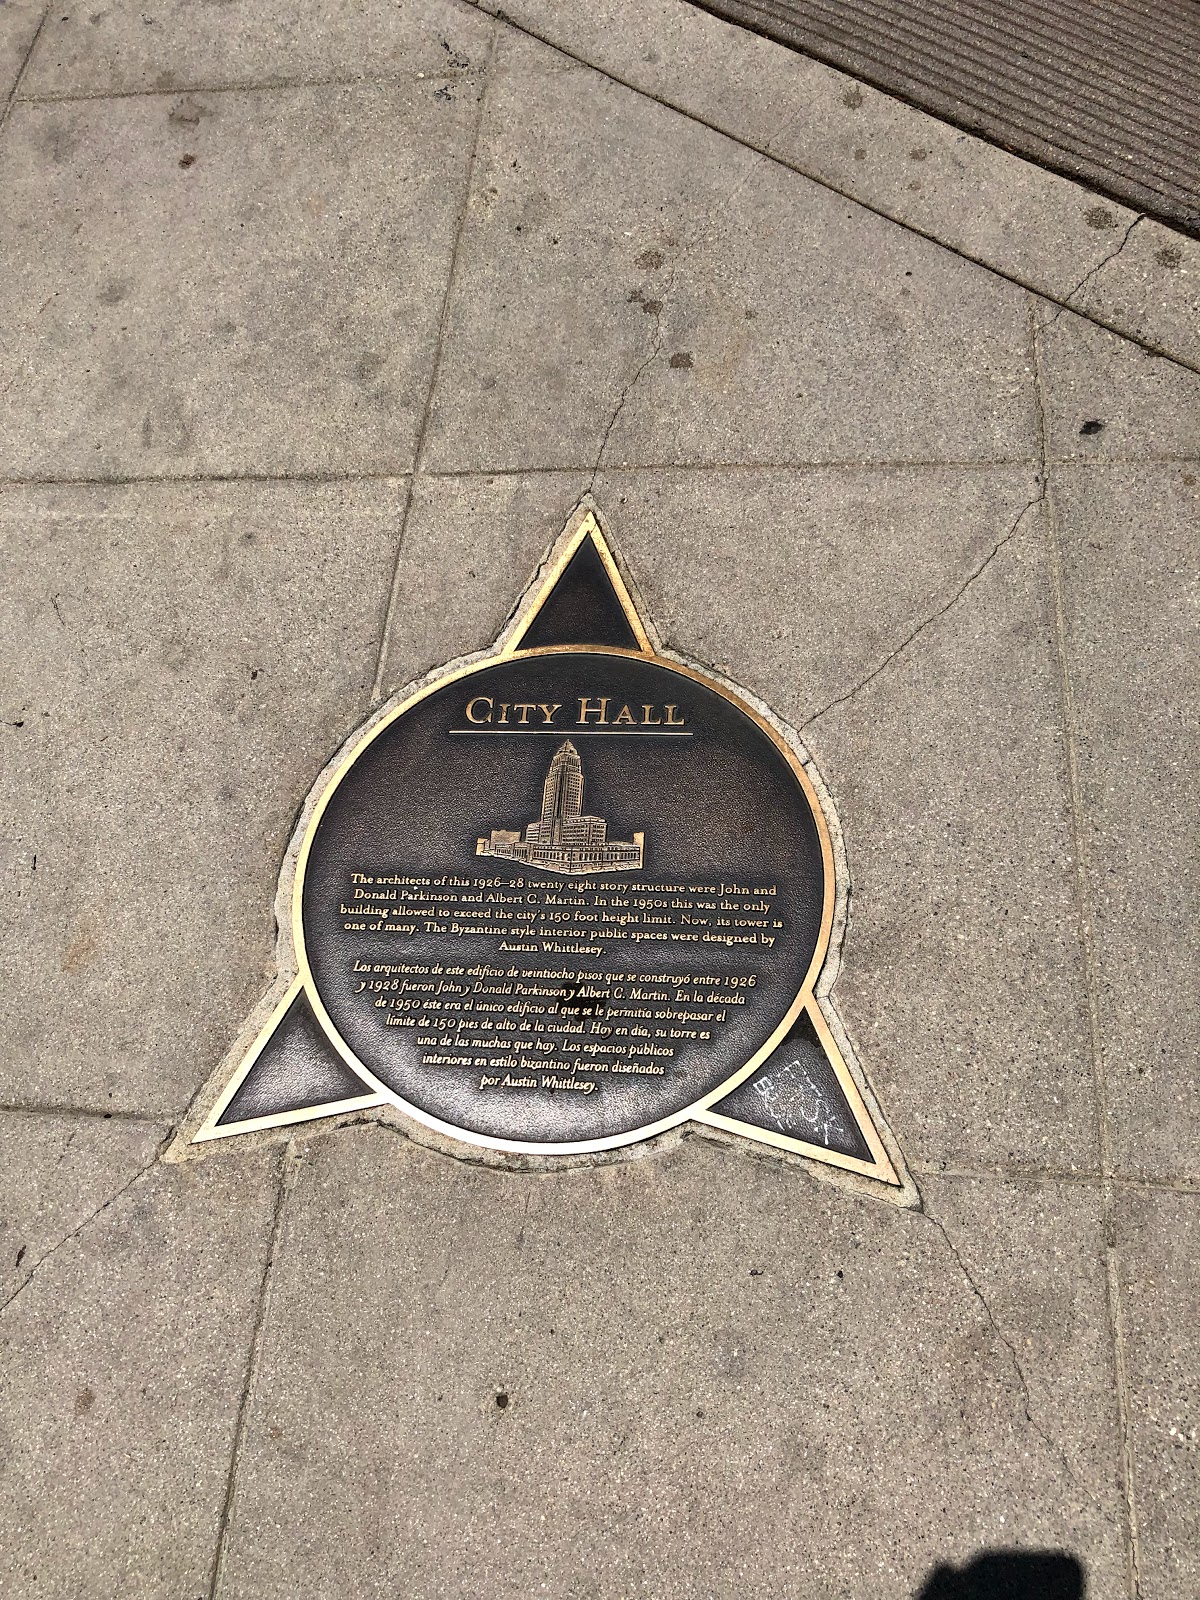 CITY HALL
The architects of this 1926–28 twenty eight story structure were John and
Donald Parkinson and Albert C. Martin. In the 1950s this was the only
building allowed to exceed the city's 150 foot height limit. Now, its tower is
one of many. The Byzantine style interior public spaces were designed by
Austin Whittlesey.
Los arquitectos de este edificio de veintiocho pisos que se construyó entre 1926
y 1928 fueron John y Donald Parkinson y Albert C. Martin. En la década
de 1950 éste era el único edificio al que se le permitía sobrepasar el
límite de 150 pies de alto de la ciudad. Hoy en día, su torre es
una de las muchas que hay. Los espacios públicos
interiores en estilo bizantino fueron diseñados
por Austin Whittlesey.